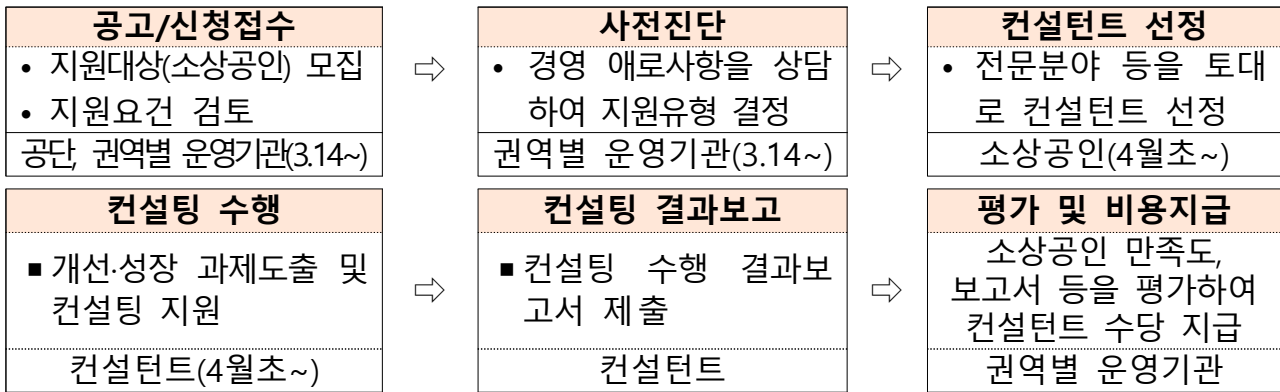 공고/신청접수
• 지원대상(소상공인) 모집
• 지원요건 검토
공단, 권역별 운영기관(3.14~)
⇨
사전진단
• 경영 애로사항을 상담
하여 지원유형 결정
권역별 운영기관(3.14~)
⇨
컨설턴트 선정
• 전문분야 등을 토대
로 컨설턴트 선정
소상공인(4월초~)
컨설팅 수행
▪ 개선·성장 과제도출 및
컨설팅 지원
컨설턴트(4월초~)
⇨
컨설팅 결과보고
▪ 컨설팅 수행 결과보
고서 제출
컨설턴트
⇨
평가 및 비용지급
소상공인 만족도,
보고서 등을 평가하여
컨설턴트 수당 지급
권역별 운영기관